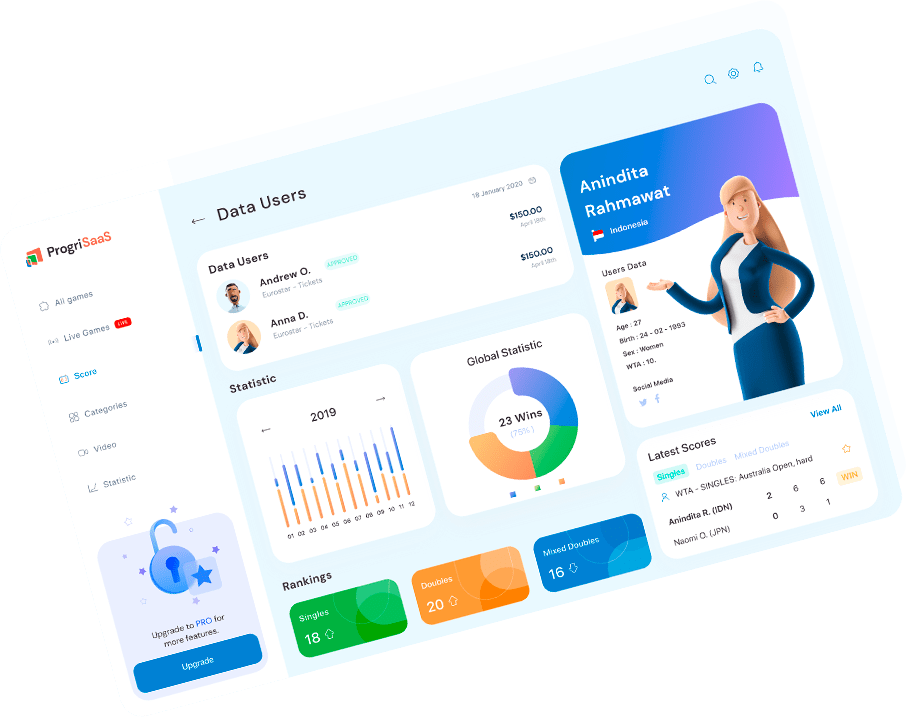 ProgriSaaS
All games
Live Games LIVE
Score
Categories
Video
Statistic
Upgrade to PRO for
more features.
Upgrade
Data Users
18 January 2020
Data Users
Andrew O. APPROVED
Eurostar - Tickets
$150.00
April 18th
Anna D. APPROVED
Eurostar - Tickets
$150.00
April 18th
Statistic
2019
01 02 03 04 05 06 07 08 09 10 11 12
Global Statistic
23 Wins
(75%)
Rankings
Singles
18
Doubles
20
Mixed Doubles
16
Anindita
Rahmawat
Indonesia
Users Data
Age : 27
Birth : 24 - 02 - 1993
Sex : Women
WTA : 10.
Social Media
View All
Latest Scores
Singles Doubles Mixed Doubles
WTA - SINGLES: Australia Open, hard
Anindita R. (IDN) 2 6 6 WIN
Naomi O. (JPN) 0 3 1